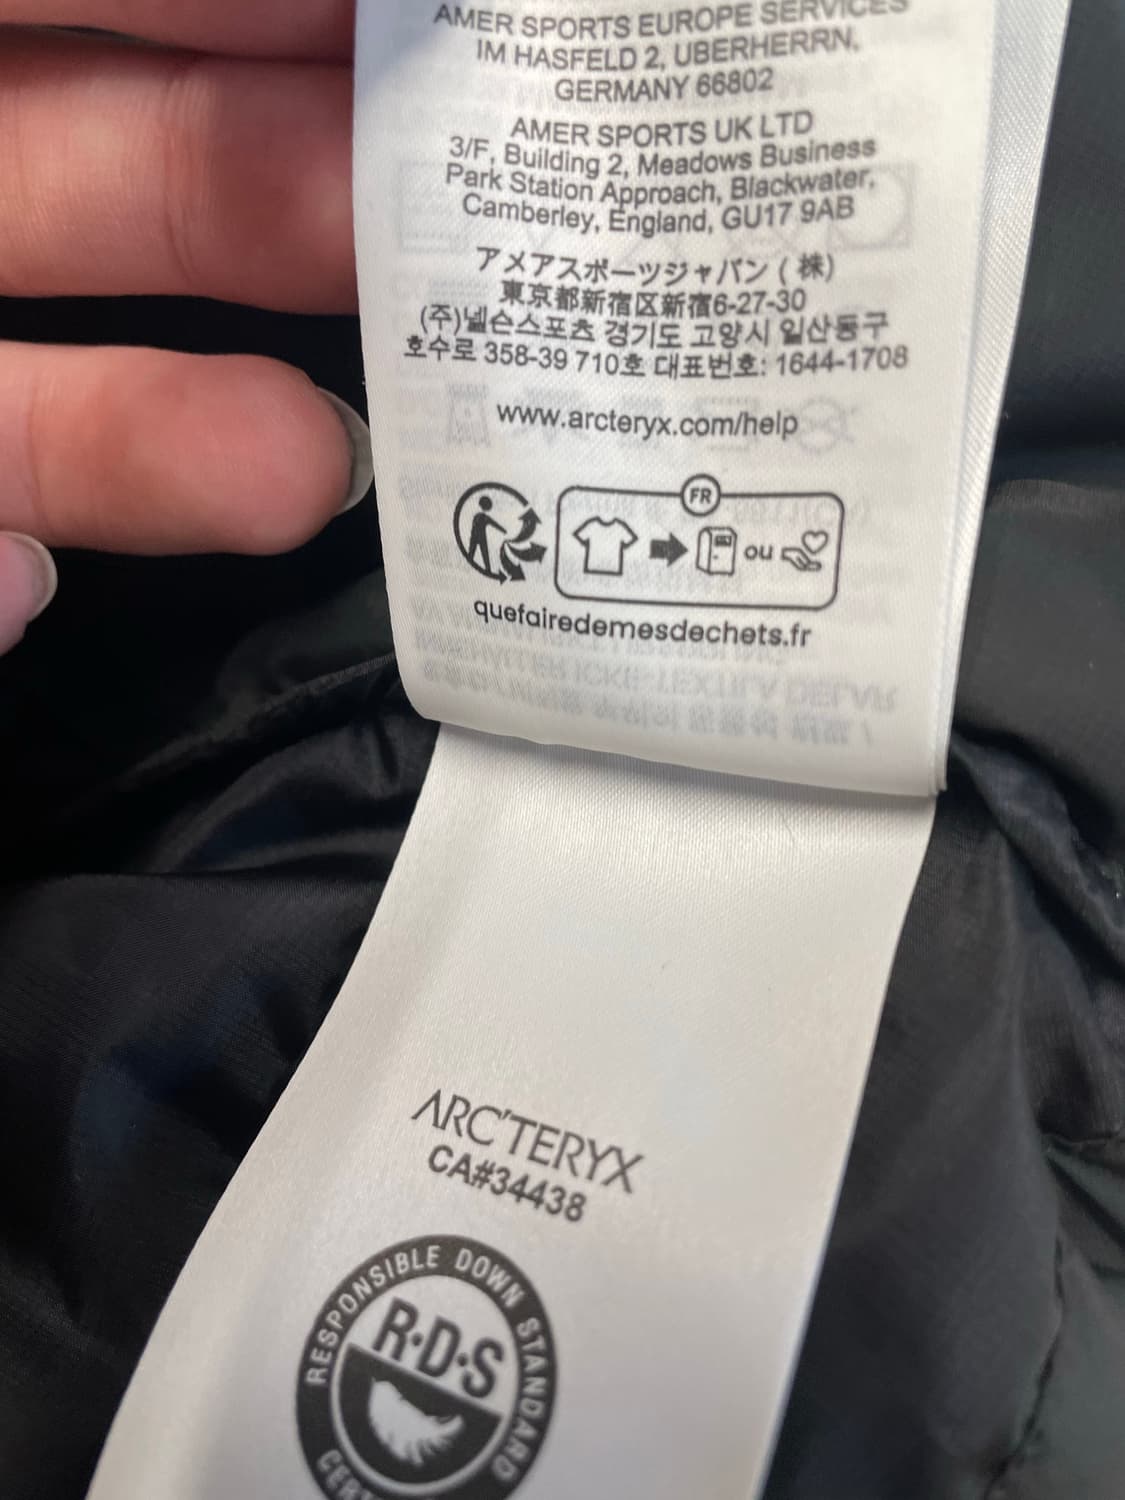 AMER SPORTS EUROPE SERVICES
IM HASFELD 2, UBERHERRN,
GERMANY 66802
AMER SPORTS UK LTD
3/F, Building 2, Meadows Business
Park Station Approach, Blackwater,
Camberley, England, GU17 9AB
アメアスポーツジャパン (株)
東京都新宿区新宿6-27-30
(주)넬슨스포츠 경기도 고양시 일산동구
호수로 358-39 710호 대표번호: 1644-1708
www.arcteryx.com/help
FR
ou
quefairedemesdechets.fr
ARC'TERYX
CA#34438
RESPONSIBLE DOWN STANDARD
R·D·S